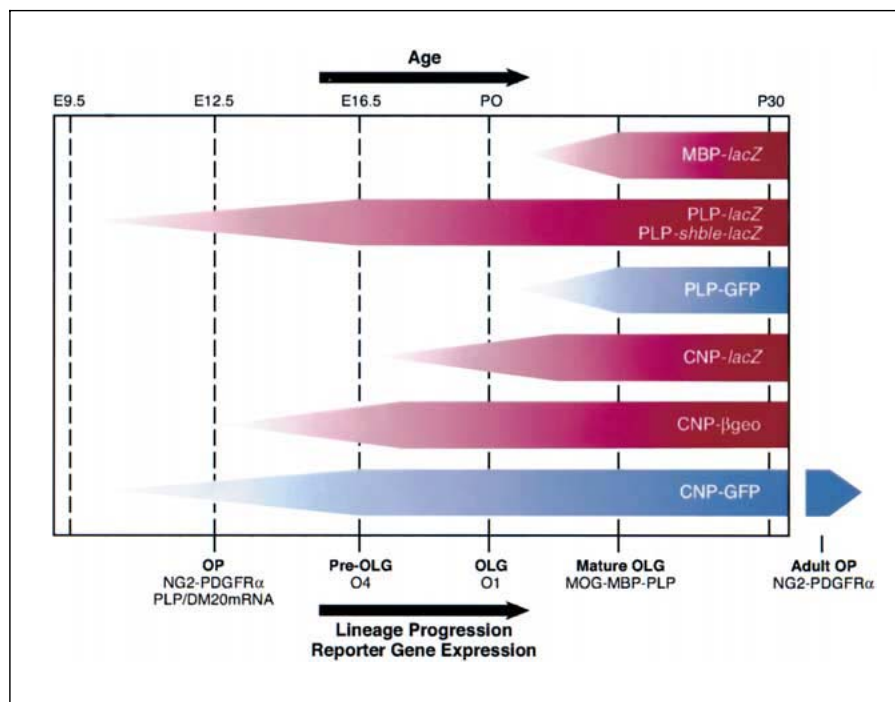 Age
E9.5 E12.5 E16.5 PO P30
MBP-lacZ
PLP-lacZ
PLP-shble-lacZ
PLP-GFP
CNP-lacZ
CNP-βgeo
CNP-GFP
OP Pre-OLG OLG Mature OLG Adult OP
NG2-PDGFRα O4 O1 MOG-MBP-PLP NG2-PDGFRα
PLP/DM20mRNA
Lineage Progression
Reporter Gene Expression